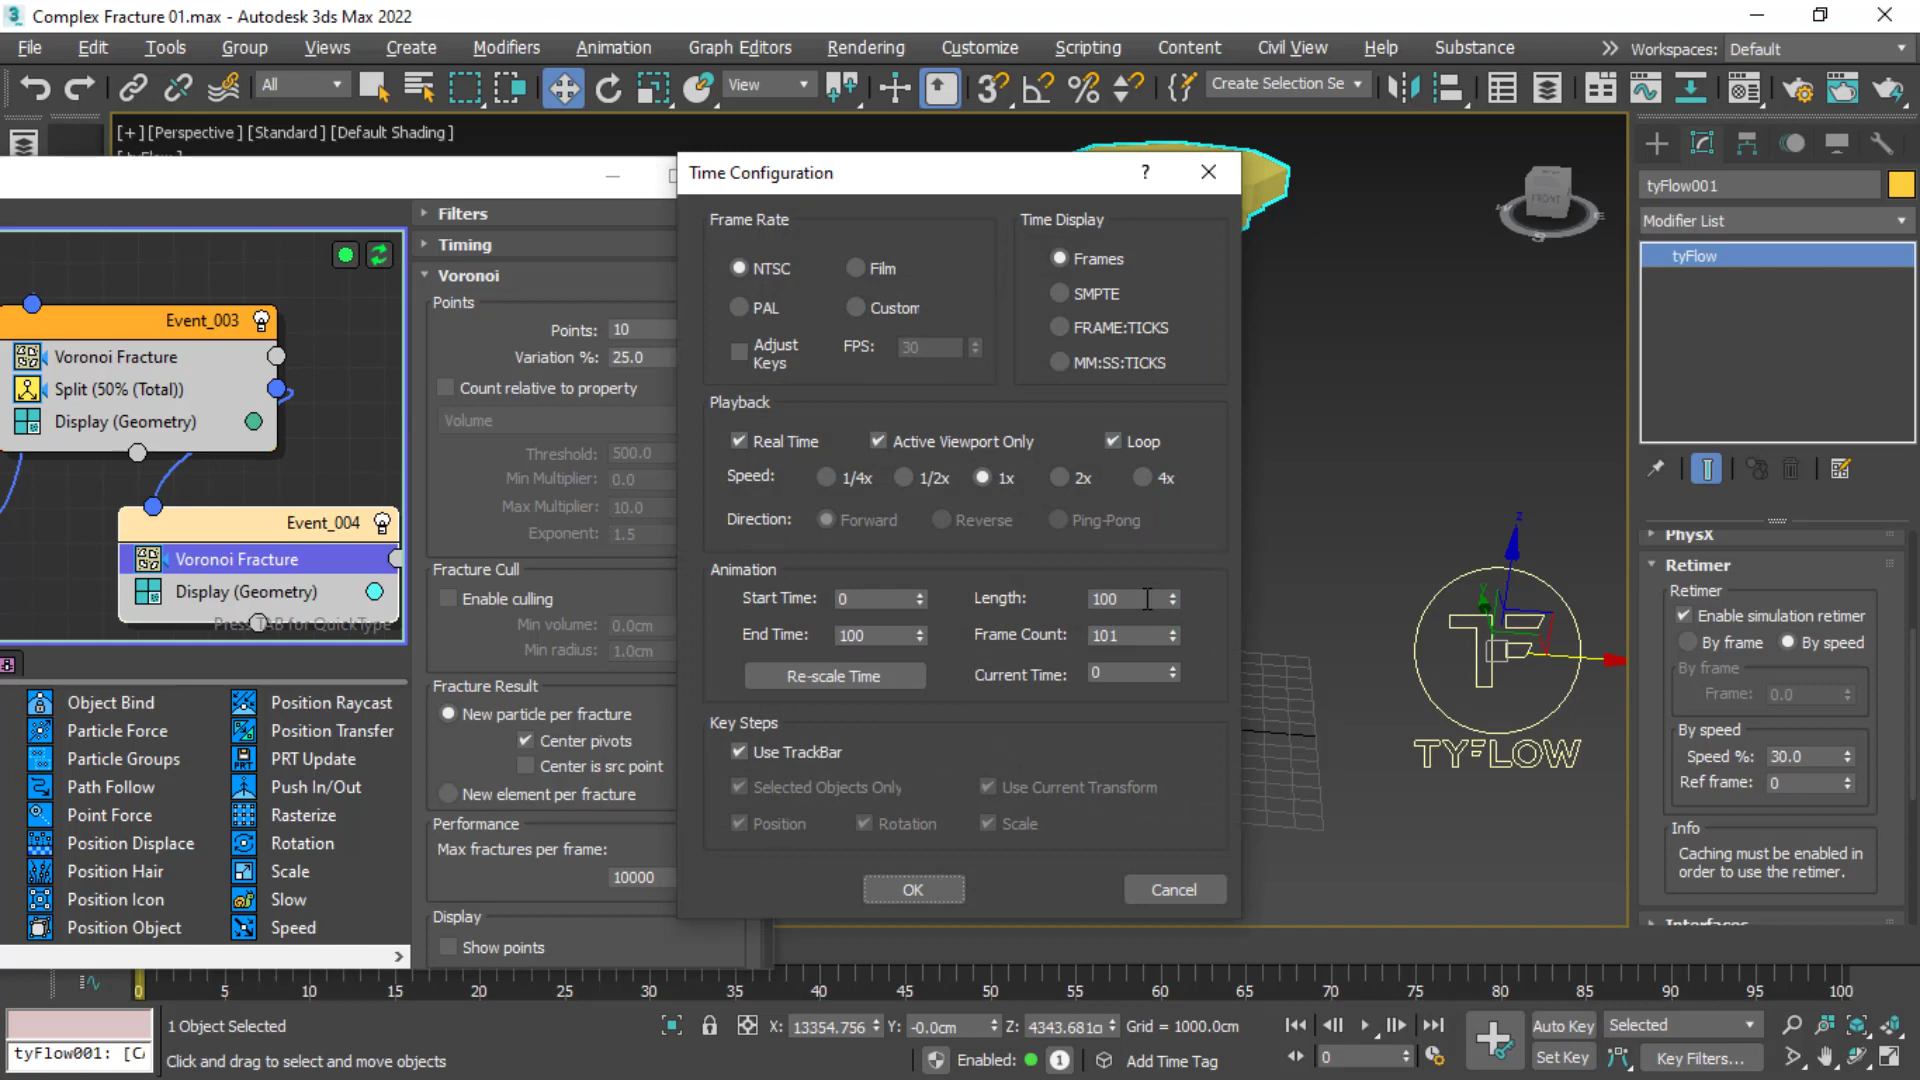 Complex Fracture 01.max - Autodesk 3ds Max 2022
File Edit Tools Group Views Create Modifiers Animation Graph Editors Rendering Customize Scripting Content Civil View Help Substance Workspaces: Default
All View Create Selection Se
[+] [Perspective] [Standard] [Default Shading]
Time Configuration ?
Frame Rate
NTSC Film
PAL Custom
Adjust Keys FPS: 30
Time Display
Frames
SMPTE
FRAME:TICKS
MM:SS:TICKS
Playback
Real Time Active Viewport Only Loop
Speed: 1/4x 1/2x 1x 2x 4x
Direction: Forward Reverse Ping-Pong
Animation
Start Time: 0 Length: 100
End Time: 100 Frame Count: 101
Re-scale Time Current Time: 0
Key Steps
Use TrackBar
Selected Objects Only Use Current Transform
Position Rotation Scale
OK Cancel
Event_003
Voronoi Fracture
Split (50% (Total))
Display (Geometry)
Event_004
Voronoi Fracture
Display (Geometry)
Press TAB for QuickType
Filters
Timing
Voronoi
Points
Points: 10
Variation %: 25.0
Count relative to property
Volume
Threshold: 500.0
Min Multiplier: 0.0
Max Multiplier: 10.0
Exponent: 1.5
Fracture Cull
Enable culling
Min volume: 0.0cm
Min radius: 1.0cm
Fracture Result
New particle per fracture
Center pivots
Center is src point
New element per fracture
Performance
Max fractures per frame:
10000
Display
Show points
Object Bind Position Raycast
Particle Force Position Transfer
Particle Groups PRT Update
Path Follow Push In/Out
Point Force Rasterize
Position Displace Rotation
Position Hair Scale
Position Icon Slow
Position Object Speed
FRONT
z
TYFLOW
tyFlow001
Modifier List
tyFlow
PhysX
Retimer
Retimer
Enable simulation retimer
By frame By speed
By frame
Frame: 0.0
By speed
Speed %: 30.0
Ref frame: 0
Info
Caching must be enabled in
order to use the retimer.
Interfaces
0 5 10 15 20 25 30 35 40 45 50 55 60 65 70 75 80 85 90 95 100
1 Object Selected X: 13354.756 Y: -0.0cm Z: 4343.681c Grid = 1000.0cm Auto Key Selected
tyFlow001: [CA Click and drag to select and move objects Enabled: 1 Add Time Tag 0 Set Key Key Filters...